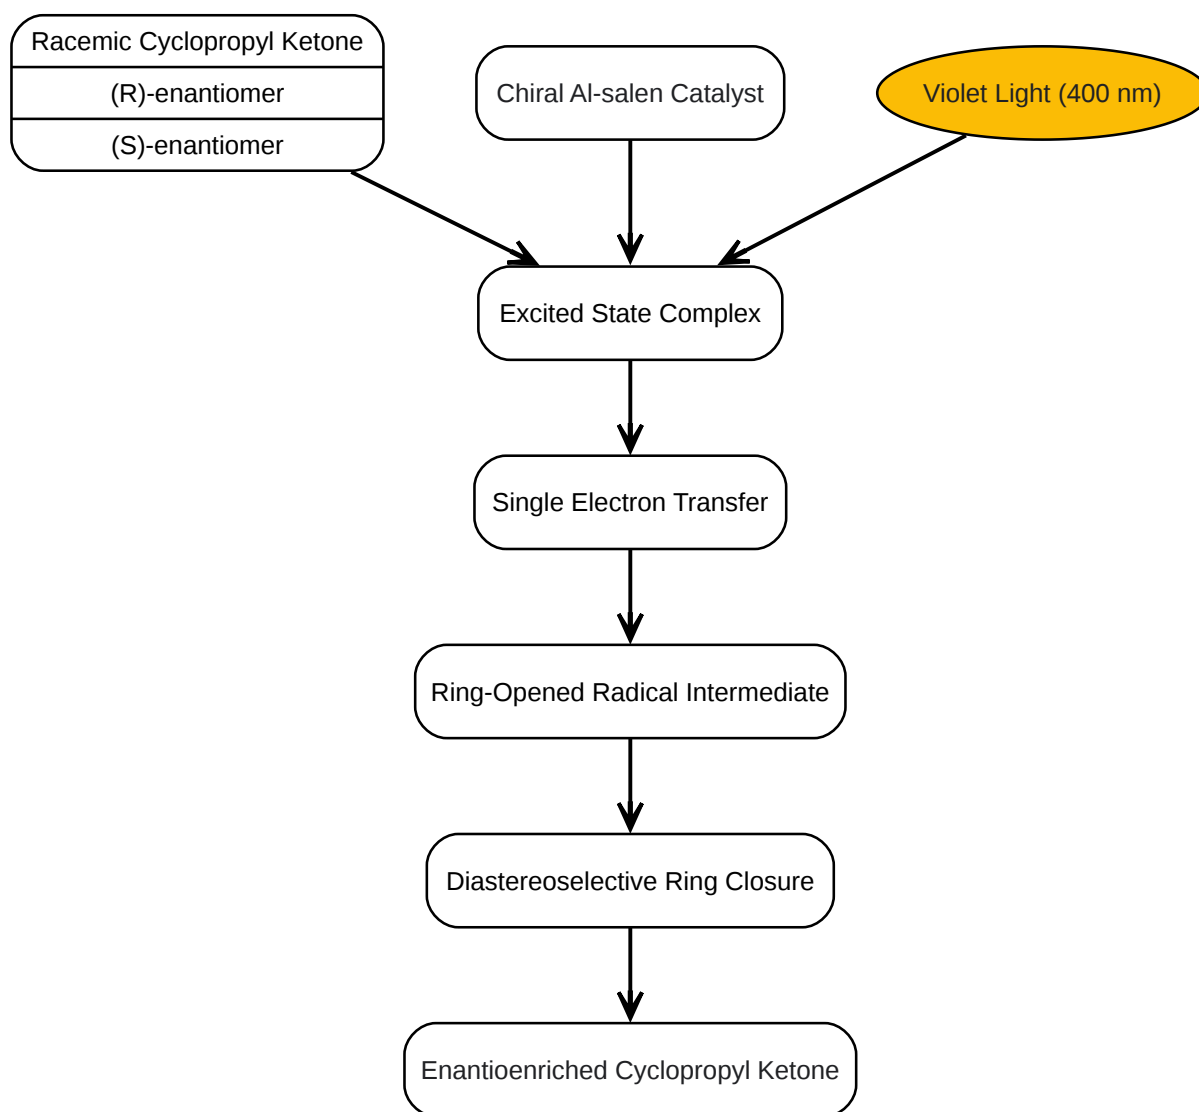 Racemic Cyclopropyl Ketone
(R)-enantiomer
(S)-enantiomer
Chiral Al-salen Catalyst
Violet Light (400 nm)
Excited State Complex
Single Electron Transfer
Ring-Opened Radical Intermediate
Diastereoselective Ring Closure
Enantioenriched Cyclopropyl Ketone